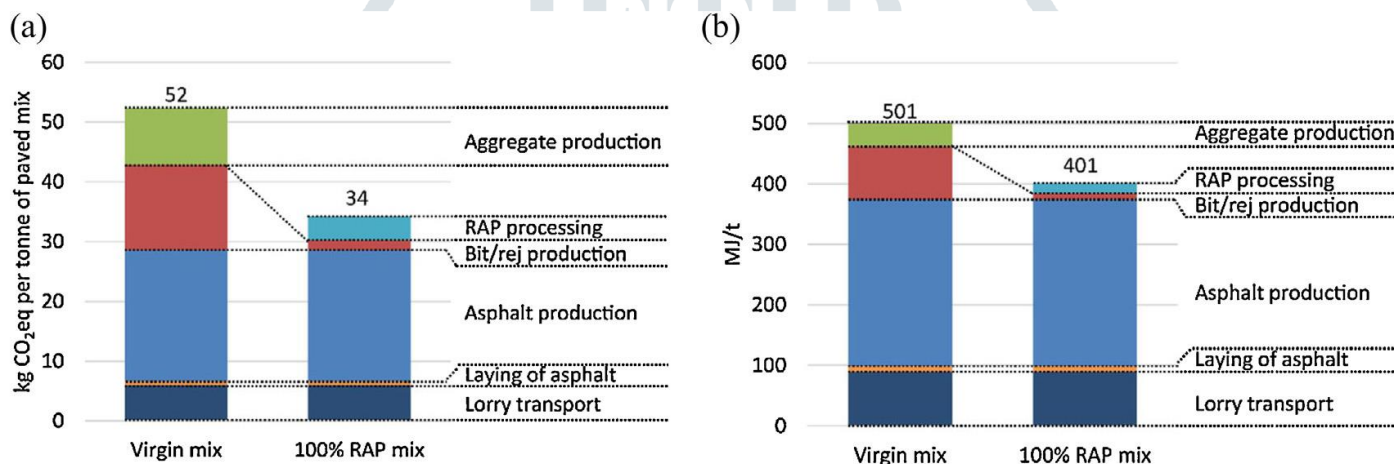 (a)
kg CO₂eq per tonne of paved mix
60
50
40
30
20
10
0
52
34
Aggregate production
RAP processing
Bit/rej production
Asphalt production
Laying of asphalt
Lorry transport
Virgin mix
100% RAP mix
(b)
MJ/t
600
500
400
300
200
100
0
501
401
Aggregate production
RAP processing
Bit/rej production
Asphalt production
Laying of asphalt
Lorry transport
Virgin mix
100% RAP mix